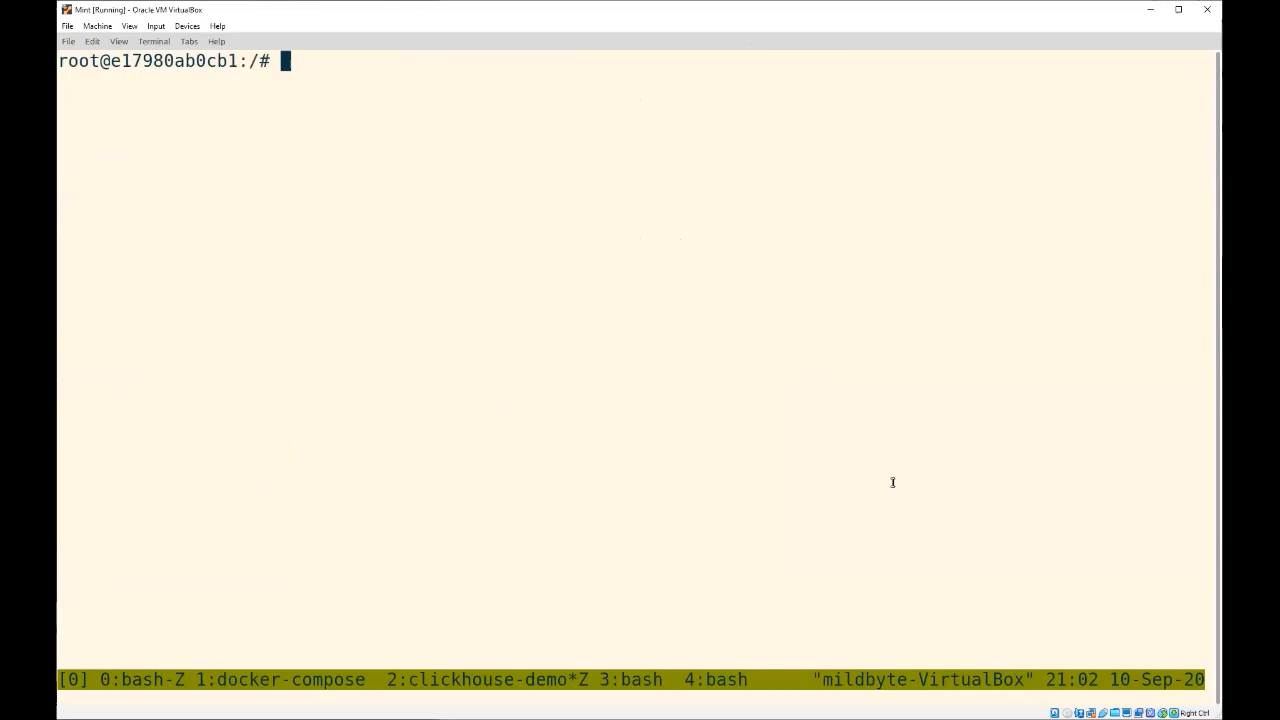 Mint [Running] - Oracle VM VirtualBox
File Machine View Input Devices Help
File Edit View Terminal Tabs Help
root@e17980ab0cb1:/#
[0] 0:bash-Z 1:docker-compose 2:clickhouse-demo*Z 3:bash 4:bash "mildbyte-VirtualBox" 21:02 10-Sep-20
Right Ctrl